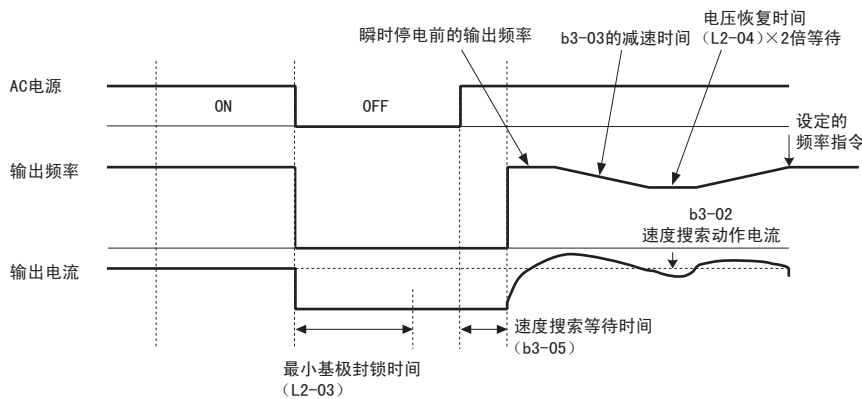 瞬时停电前的输出频率
b3-03的减速时间
电压恢复时间
（L2-04）×2倍等待
AC电源
ON
OFF
设定的
频率指令
输出频率
b3-02
速度搜索动作电流
输出电流
速度搜索等待时间
（b3-05）
最小基极封锁时间
（L2-03）